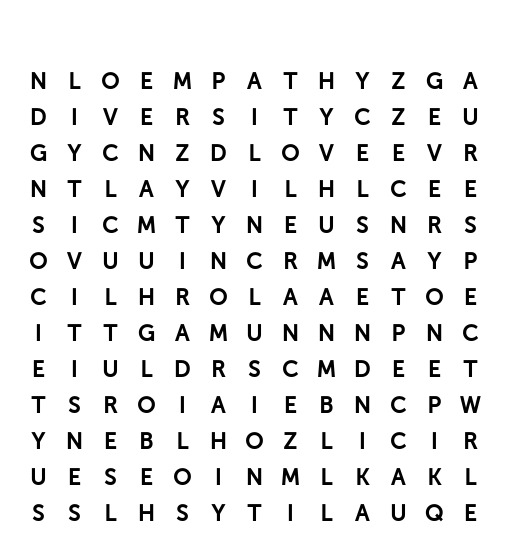 N L O E M P A T H Y Z G A
D I V E R S I T Y C Z E U
G Y C N Z D L O V E E V R
N T L A Y V I L H L C E E
S I C M T Y N E U S N R S
O V U U I N C R M S A Y P
C I L H R O L A A E T O E
I T T G A M U N N N P N C
E I U L D R S C M D E E T
T S R O I A I E B N C P W
Y N E B L H O Z L I C I R
U E S E O I N M L K A K L
S S L H S Y T I L A U Q E